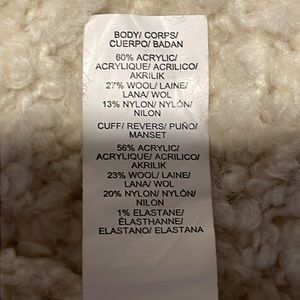 BODY/ CORPS/
CUERPO/ BADAN
60% ACRYLIC/
ACRYLIQUE/ ACRILICO/
AKRILIK
27% WOOL/ LAINE/
LANA/ WOL
13% NYLON/ NYLÓN/
NILON
CUFF/ REVERS/ PUÑO/
MANSET
56% ACRYLIC/
ACRYLIQUE/ ACRILICO/
AKRILIK
23% WOOL/ LAINE/
LANA/ WOL
20% NYLON/ NYLÓN/
NILON
1% ELASTANE/
ÉLASTHANNE/
ELASTANO/ ELASTANA